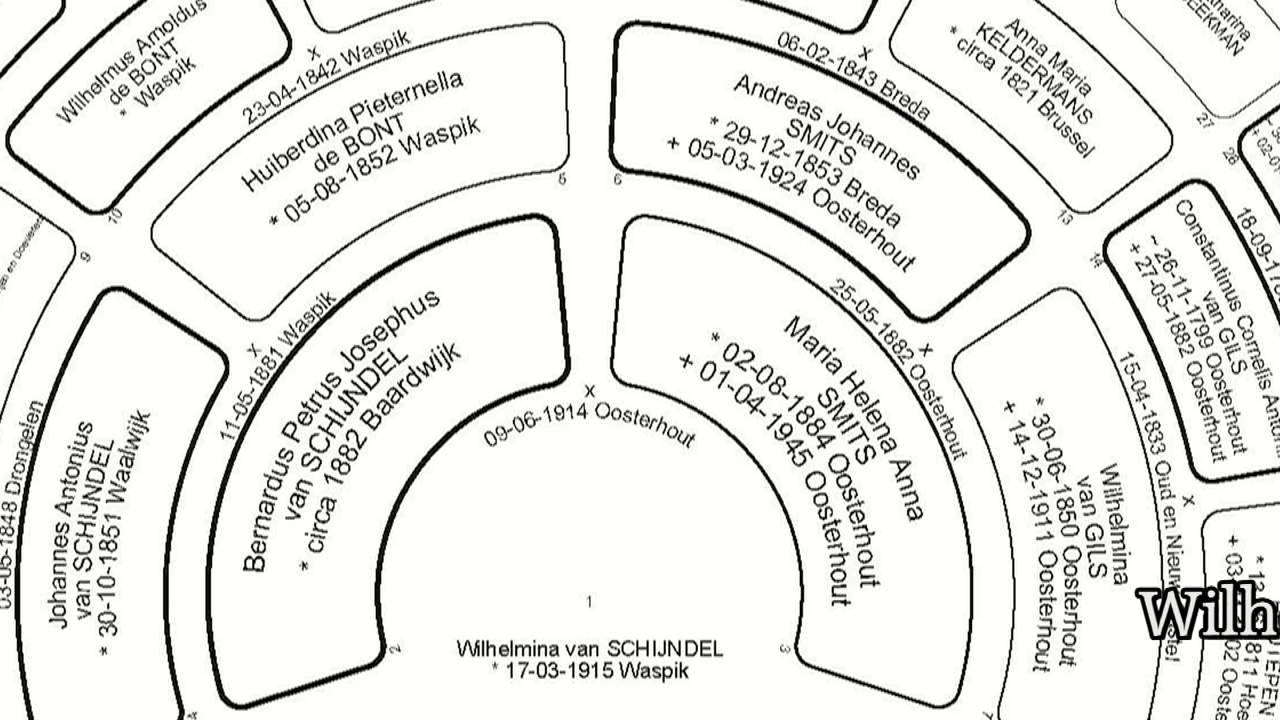 Wilhelmus Arnoldus
de BONT
* Waspik
x
23-04-1842 Waspik
Huiberdina Pieternella
de BONT
* 05-08-1852 Waspik
5
10
9
x
06-02-1843 Breda
Andreas Johannes
SMITS
* 29-12-1853 Breda
+ 05-03-1924 Oosterhout
6
Anna Maria
KELDERMANS
* circa 1821 Brussel
13
27
28
14
Constantinus Cornelis
van GILS
~ 26-11-1799 Oosterhout
+ 27-05-1882 Oosterhout
x
11-05-1881 Waspik
Bernardus Petrus Josephus
van SCHIJNDEL
* circa 1882 Baardwijk
2
x
09-06-1914 Oosterhout
x
25-05-1882 Oosterhout
Maria Helena Anna
SMITS
* 02-08-1884 Oosterhout
+ 01-04-1945 Oosterhout
3
03-05-1848 Drongelen
Johannes Antonius
van SCHIJNDEL
* 30-10-1851 Waalwijk
x
15-04-1833 Oud en
Wilhelmina
van GILS
* 30-06-1850 Oosterhout
+ 14-12-1911 Oosterhout
7
1
Wilhelmina van SCHIJNDEL
* 17-03-1915 Waspik
Wilh